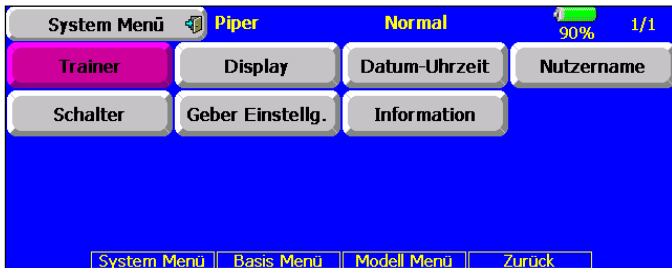 System Menü Piper Normal 90% 1/1
Trainer Display Datum-Uhrzeit Nutzername
Schalter Geber Einstellg. Information
System Menü Basis Menü Modell Menü Zurück